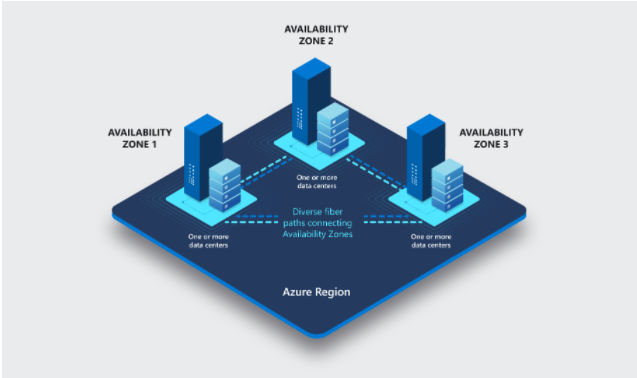 AVAILABILITY
ZONE 2
AVAILABILITY
ZONE 1
AVAILABILITY
ZONE 3
One or more
data centers
Diverse fiber
paths connecting
Availability Zones
One or more
data centers
One or more
data centers
Azure Region